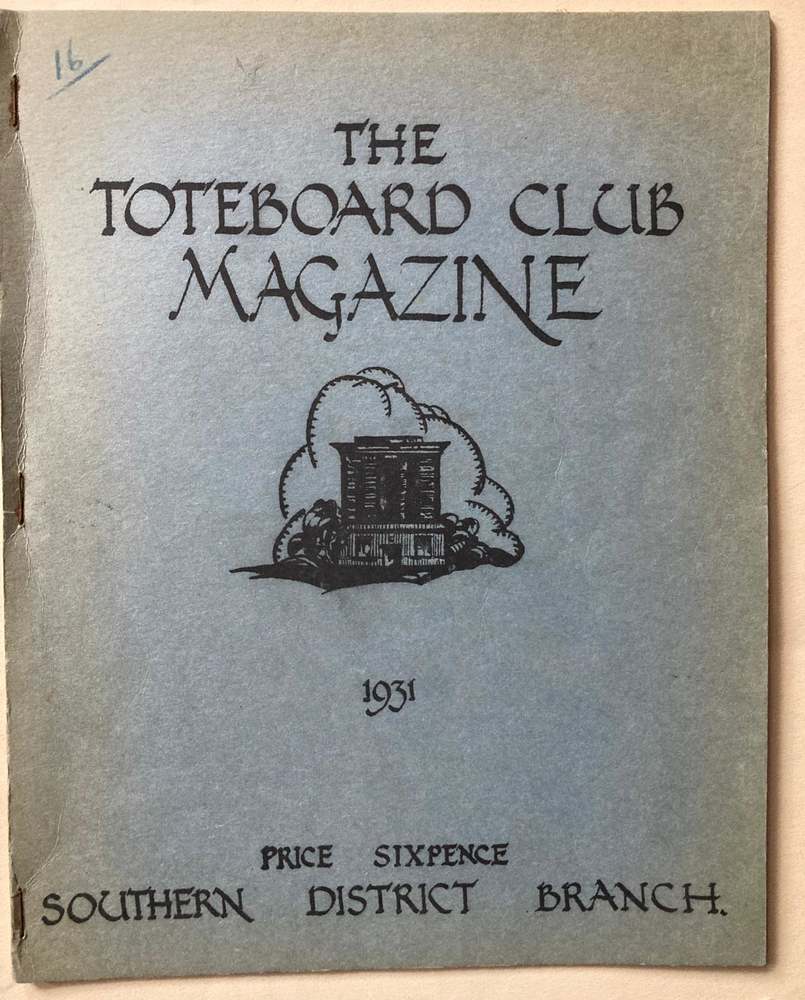 16
THE
TOTEBOARD CLUB
MAGAZINE
1931
PRICE SIXPENCE
SOUTHERN DISTRICT BRANCH.